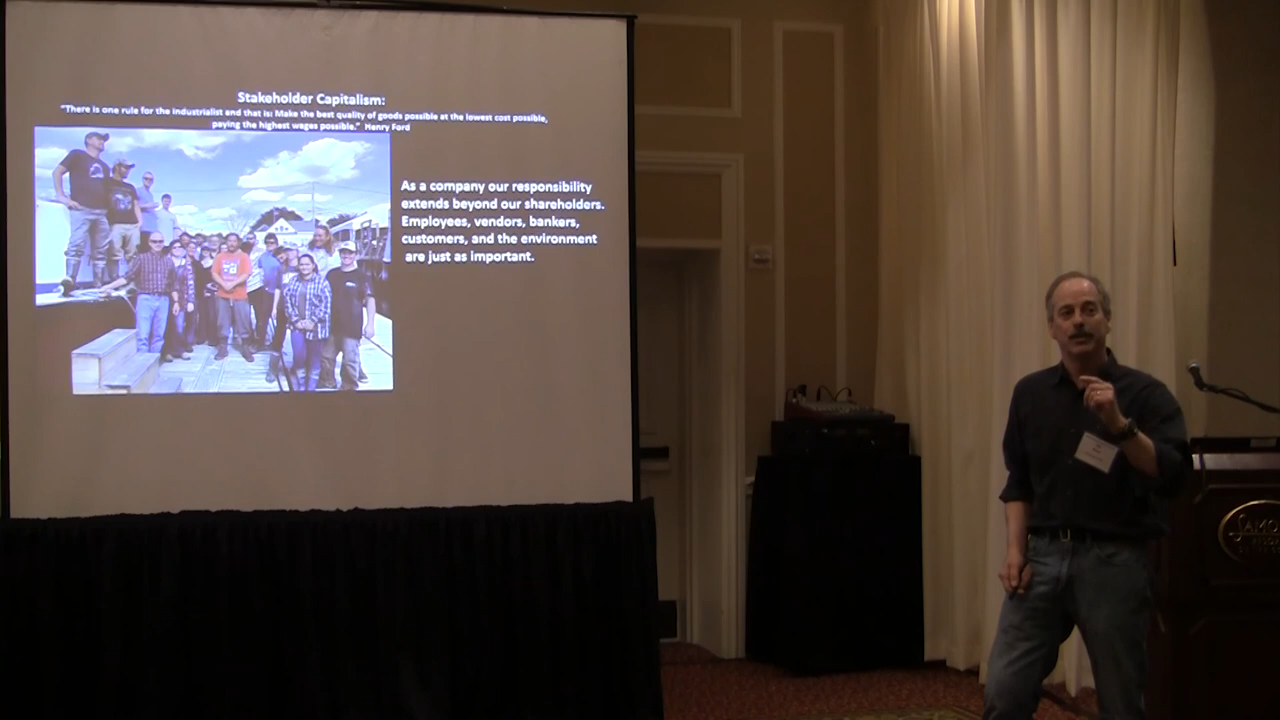 Stakeholder Capitalism:
"There is one rule for the industrialist and that is: Make the best quality of goods possible at the lowest cost possible,
paying the highest wages possible." Henry Ford
As a company our responsibility
extends beyond our shareholders.
Employees, vendors, bankers,
customers, and the environment
are just as important.